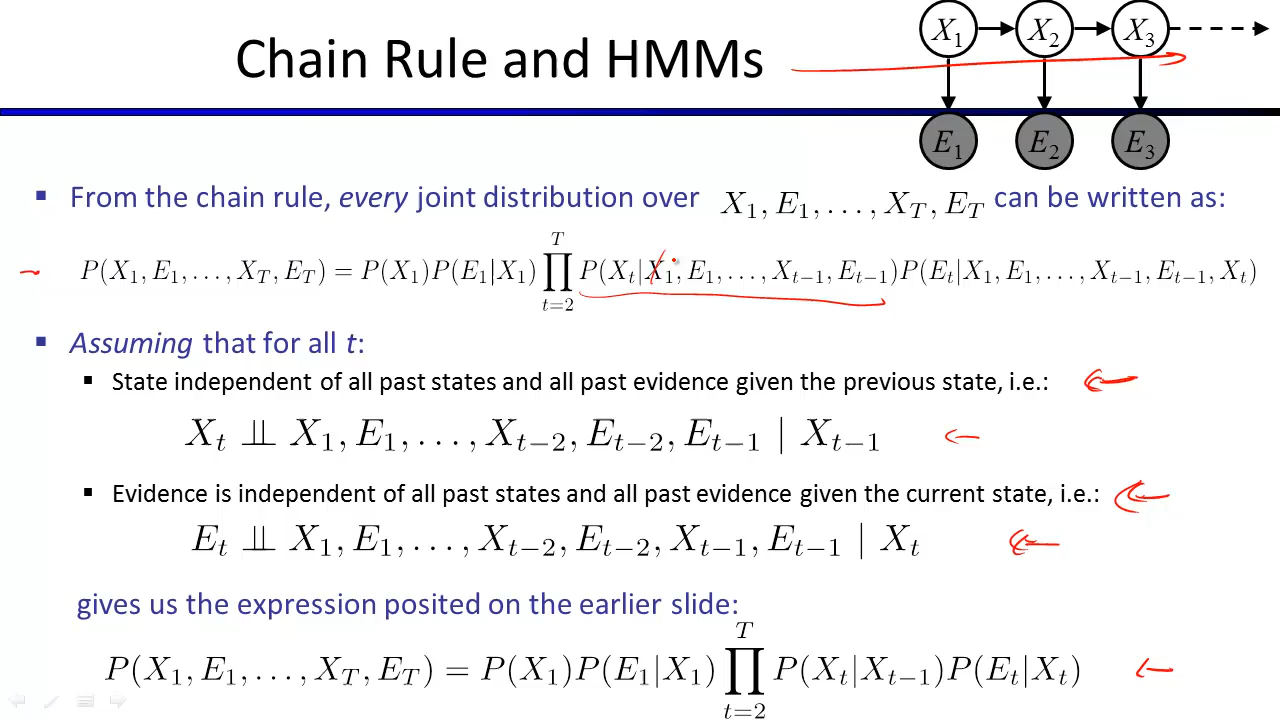 Chain Rule and HMMs
X₁ X₂ X₃
E₁ E₂ E₃
▪ From the chain rule, every joint distribution over X₁, E₁, . . . , X_T, E_T can be written as:
P(X₁, E₁, . . . , X_T, E_T) = P(X₁)P(E₁|X₁) ∏_{t=2}^{T} P(X_t|X₁, E₁, . . . , X_{t−1}, E_{t−1})P(E_t|X₁, E₁, . . . , X_{t−1}, E_{t−1}, X_t)
▪ Assuming that for all t:
▪ State independent of all past states and all past evidence given the previous state, i.e.:
X_t ⫫ X₁, E₁, . . . , X_{t−2}, E_{t−2}, E_{t−1} | X_{t−1}
▪ Evidence is independent of all past states and all past evidence given the current state, i.e.:
E_t ⫫ X₁, E₁, . . . , X_{t−2}, E_{t−2}, X_{t−1}, E_{t−1} | X_t
gives us the expression posited on the earlier slide:
P(X₁, E₁, . . . , X_T, E_T) = P(X₁)P(E₁|X₁) ∏_{t=2}^{T} P(X_t|X_{t−1})P(E_t|X_t)